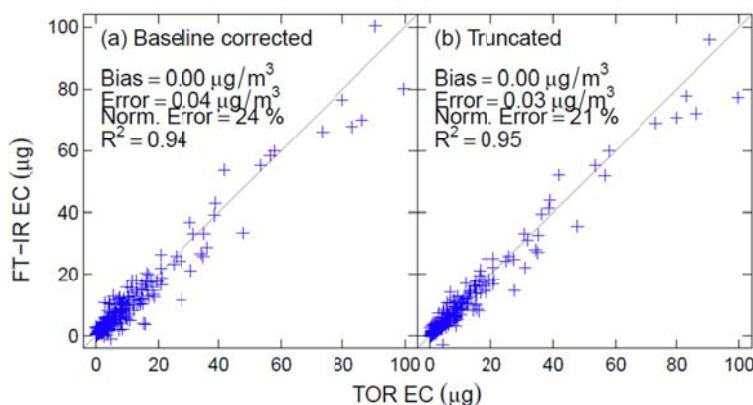 (a) Baseline corrected
Bias = 0.00 μg/m³
Error = 0.04 μg/m³
Norm. Error = 24 %
R² = 0.94
(b) Truncated
Bias = 0.00 μg/m³
Error = 0.03 μg/m³
Norm. Error = 21 %
R² = 0.95
FT−IR EC (μg)
100
80
60
40
20
0
0 20 40 60 80 100
0 20 40 60 80 100
TOR EC (μg)